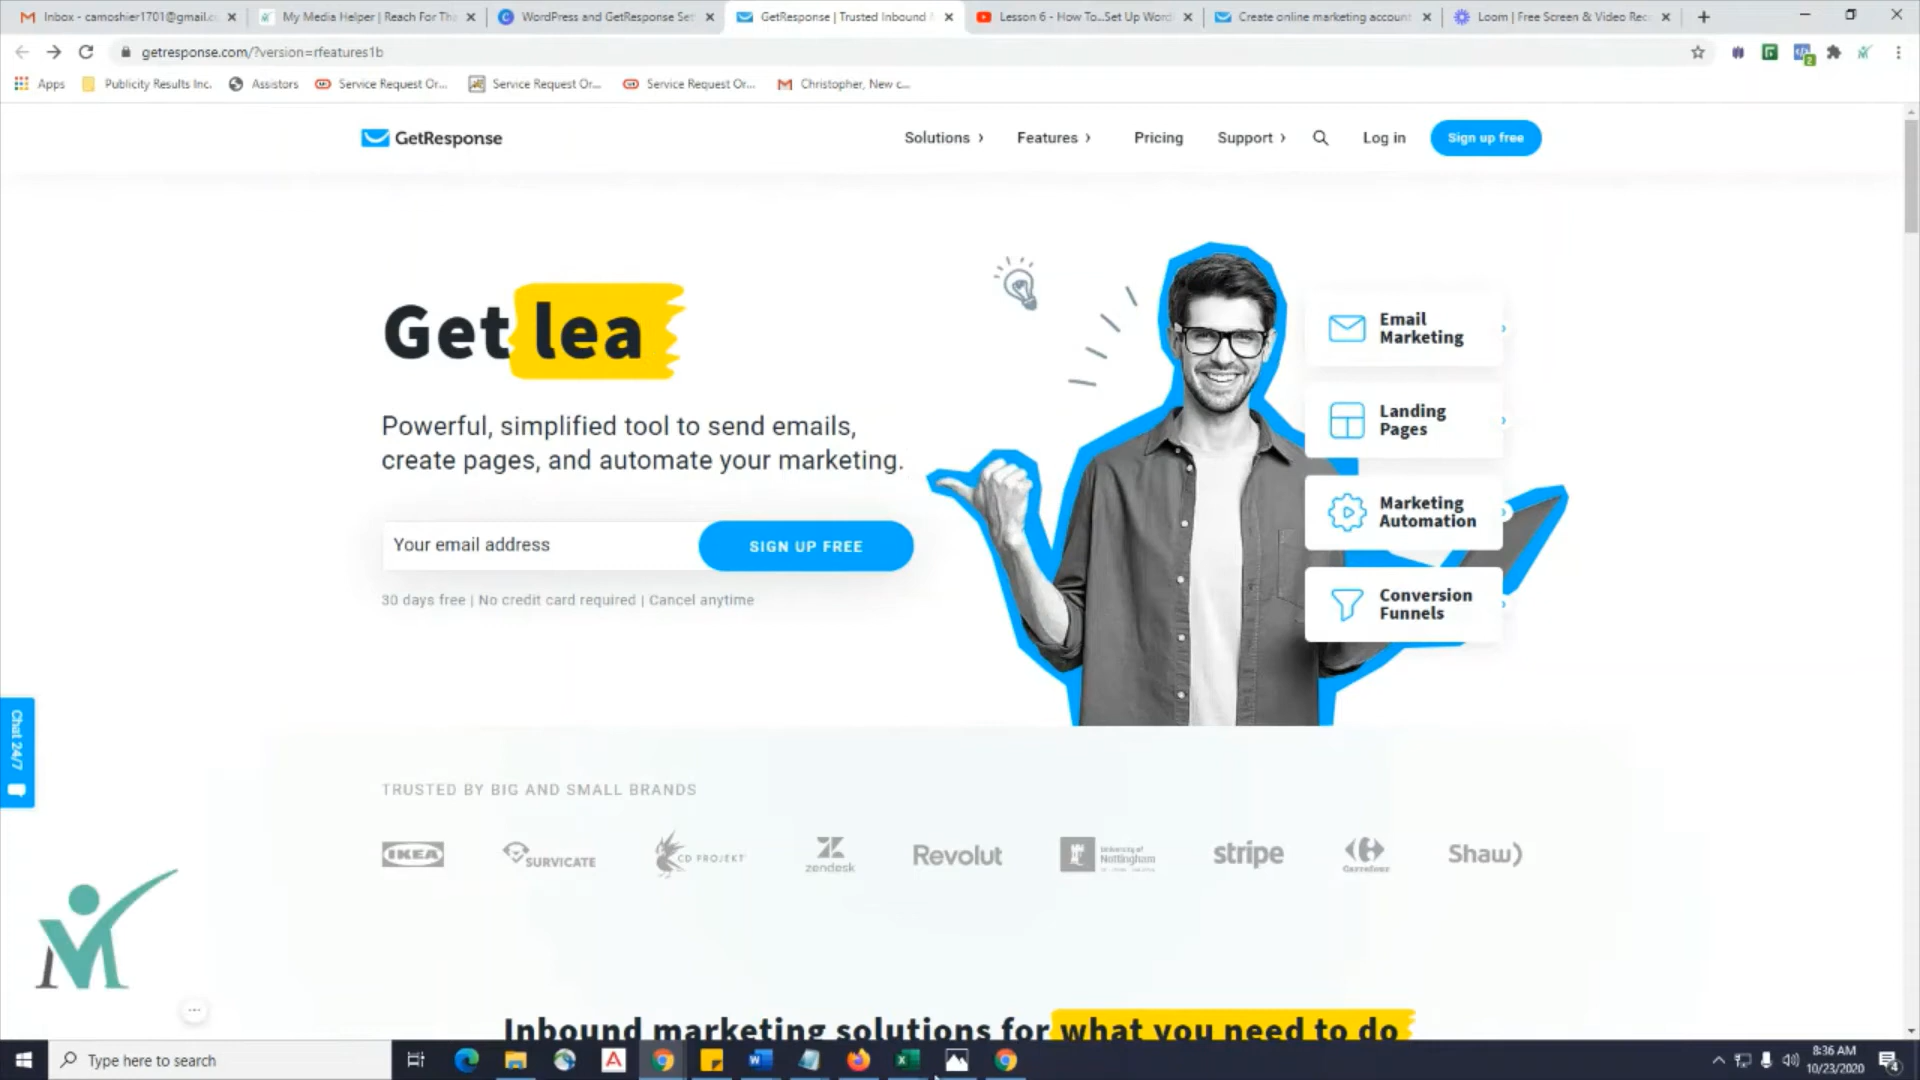 Inbox - camoshier1701@gmail.c
My Media Helper | Reach For The
WordPress and GetResponse Set
GetResponse | Trusted Inbound
Lesson 6 - How To...Set Up Word
Create online marketing account
Loom | Free Screen & Video Rec
getresponse.com/?version=rfeatures1b
Apps
Publicity Results Inc.
Assistors
Service Request Or...
Service Request Or...
Service Request Or...
Christopher, New c...
GetResponse
Solutions
Features
Pricing
Support
Log in
Sign up free
Get lea
Powerful, simplified tool to send emails,
create pages, and automate your marketing.
Your email address
SIGN UP FREE
30 days free | No credit card required | Cancel anytime
Email
Marketing
Landing
Pages
Marketing
Automation
Conversion
Funnels
Chat 24/7
TRUSTED BY BIG AND SMALL BRANDS
IKEA
SURVICATE
CD PROJEKT
zendesk
Revolut
University of
Nottingham
stripe
Carrefour
Shaw)
M
Inbound marketing solutions for what you need to do
Type here to search
8:36 AM
10/23/2020
4